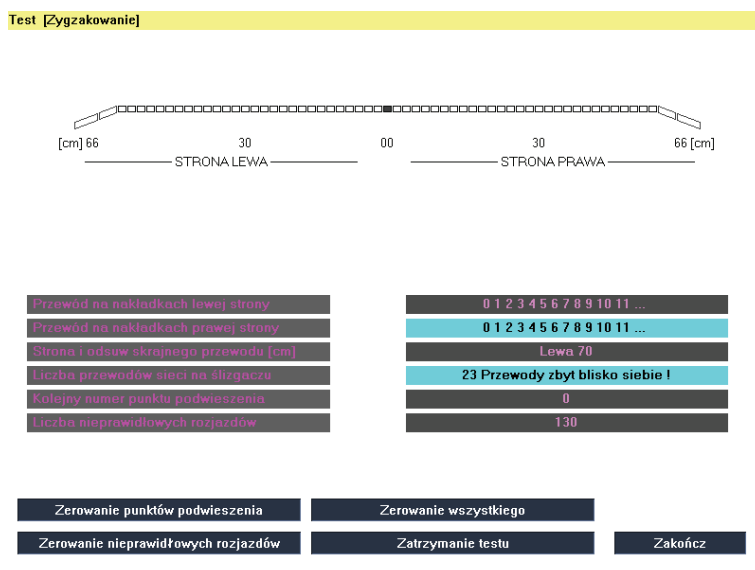 Test [Zygzakowanie]
[cm] 66 30 00 30 66 [cm]
STRONA LEWA STRONA PRAWA
Przewód na nakładkach lewej strony 0 1 2 3 4 5 6 7 8 9 10 11 ...
Przewód na nakładkach prawej strony 0 1 2 3 4 5 6 7 8 9 10 11 ...
Strona i odsuw skrajnego przewodu [cm] Lewa 70
Liczba przewodów sieci na ślizgaczu 23 Przewody zbyt blisko siebie !
Kolejny numer punktu podwieszenia 0
Liczba nieprawidłowych rozjazdów 130
Zerowanie punktów podwieszenia Zerowanie wszystkiego
Zerowanie nieprawidłowych rozjazdów Zatrzymanie testu Zakończ